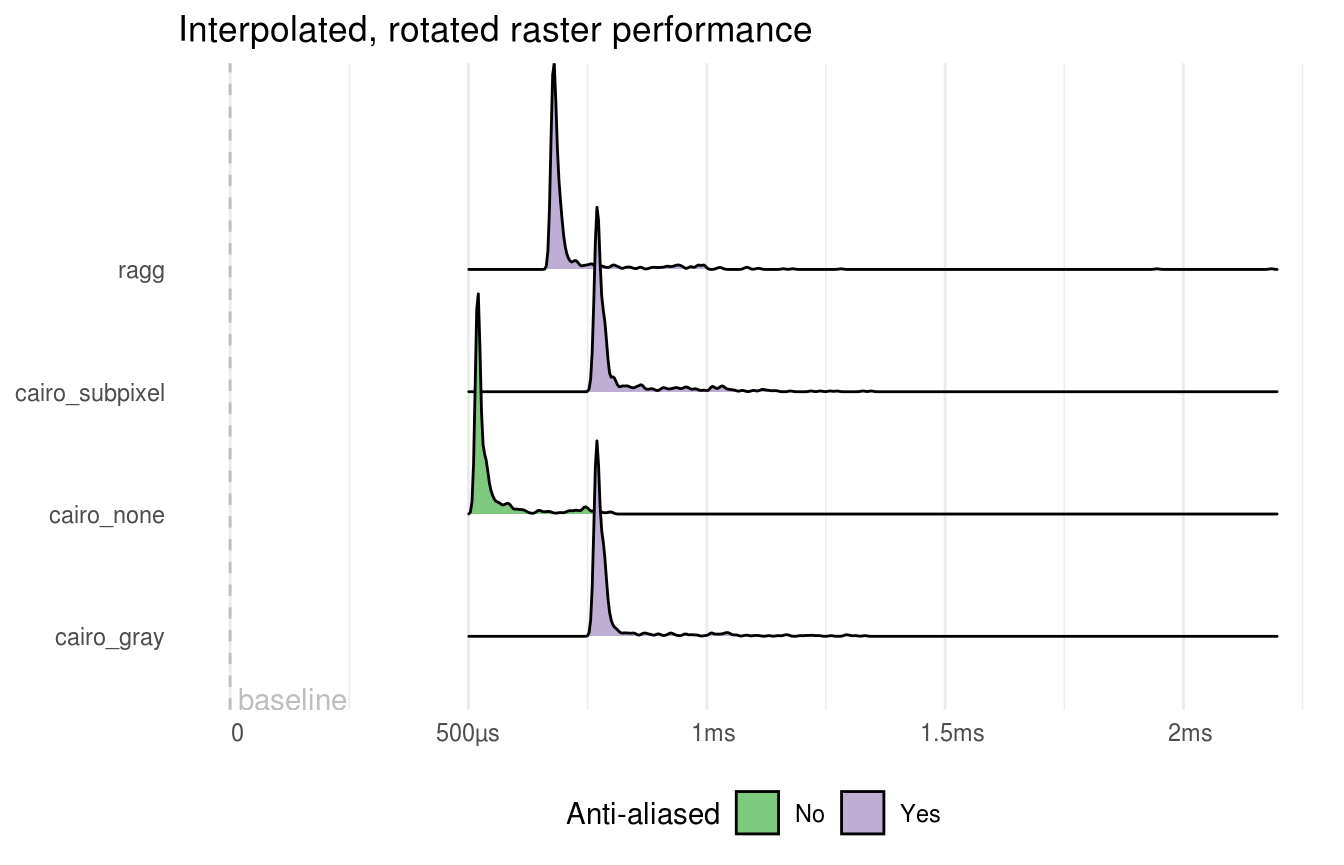 Interpolated, rotated raster performance
ragg
cairo_subpixel
cairo_none
cairo_gray
baseline
0 500µs 1ms 1.5ms 2ms
Anti-aliased No Yes